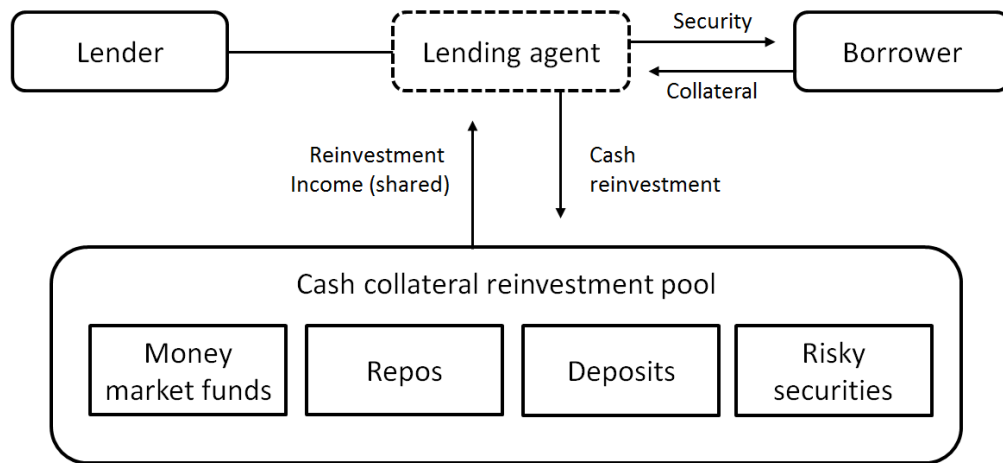 Lender
Lending agent
Security
Collateral
Borrower
Reinvestment
Income (shared)
Cash
reinvestment
Cash collateral reinvestment pool
Money
market funds
Repos
Deposits
Risky
securities